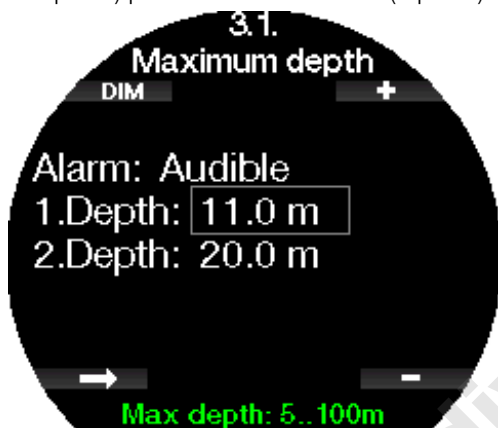 3.1.
Maximum depth
DIM +
Alarm: Audible
1.Depth: 11.0 m
2.Depth: 20.0 m
➡ -
Max depth: 5..100m